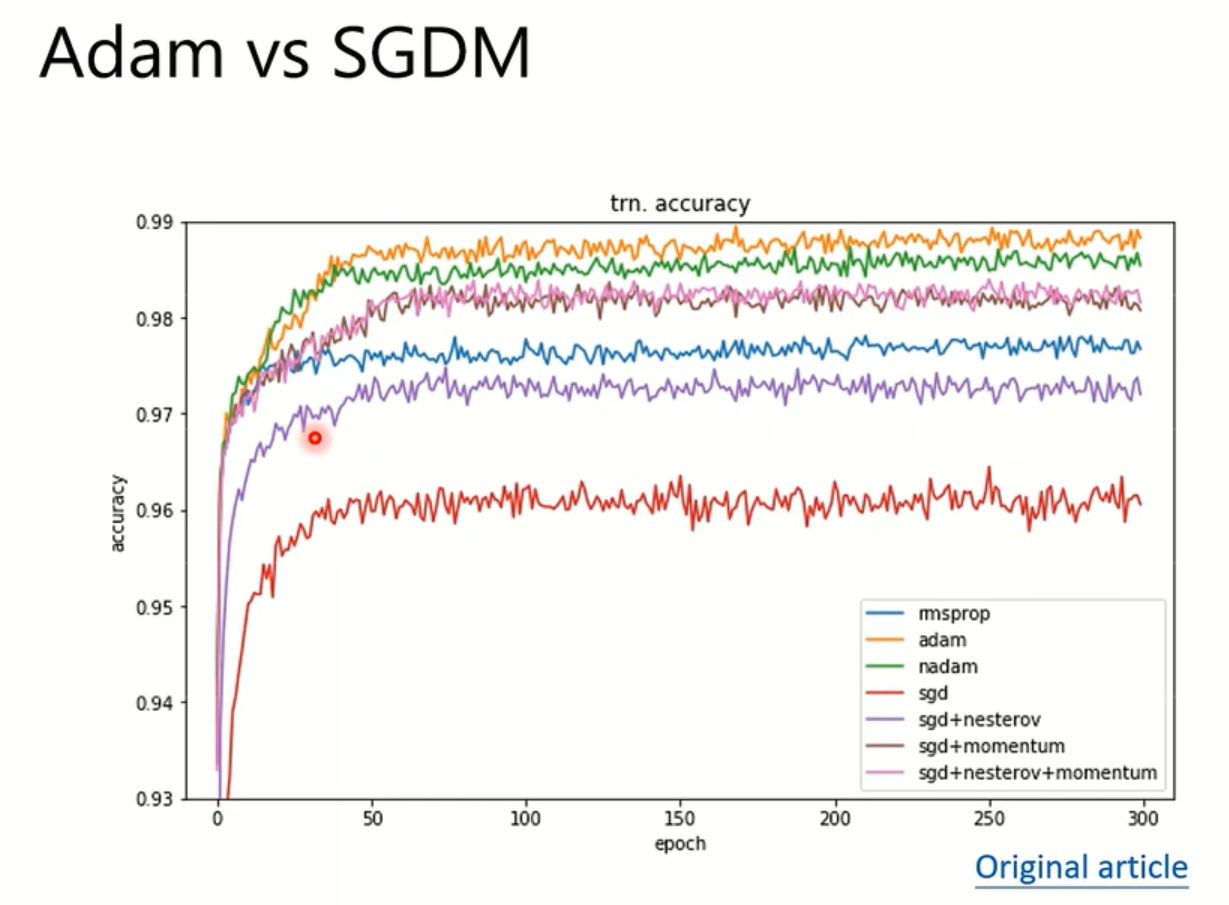 Adam vs SGDM
trn. accuracy
0.99
0.98
0.97
0.96
0.95
0.94
0.93
accuracy
0
50
100
150
200
250
300
epoch
rmsprop
adam
nadam
sgd
sgd+nesterov
sgd+momentum
sgd+nesterov+momentum
Original article